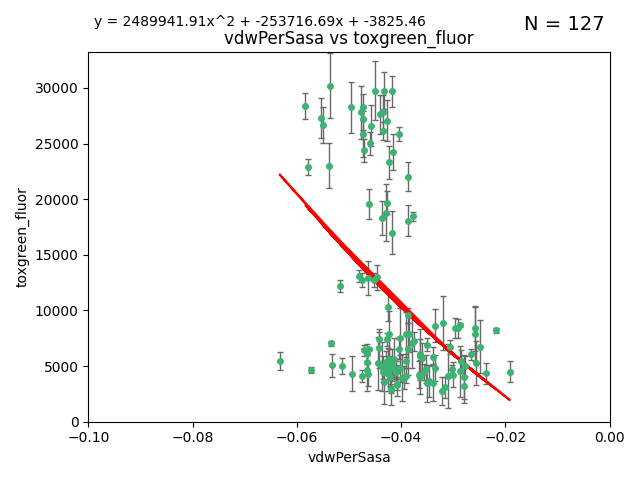 y = 2489941.91x^2 + -253716.69x + -3825.46
N = 127
vdwPerSasa vs toxgreen_fluor
toxgreen_fluor
30000
25000
20000
15000
10000
5000
0
−0.10
−0.08
−0.06
−0.04
−0.02
0.00
vdwPerSasa